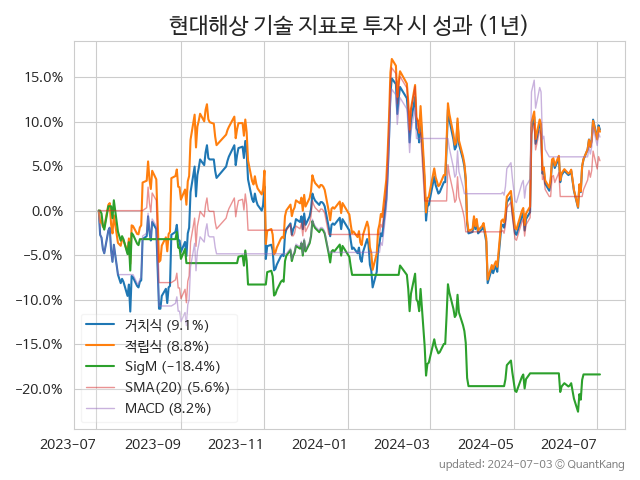 현대해상 기술 지표로 투자 시 성과 (1년)
15.0%
10.0%
5.0%
0.0%
−5.0%
−10.0%
−15.0%
−20.0%
거치식 (9.1%)
적립식 (8.8%)
SigM (−18.4%)
SMA(20) (5.6%)
MACD (8.2%)
2023-07 2023-09 2023-11 2024-01 2024-03 2024-05 2024-07
updated: 2024-07-03 ⓒ QuantKang